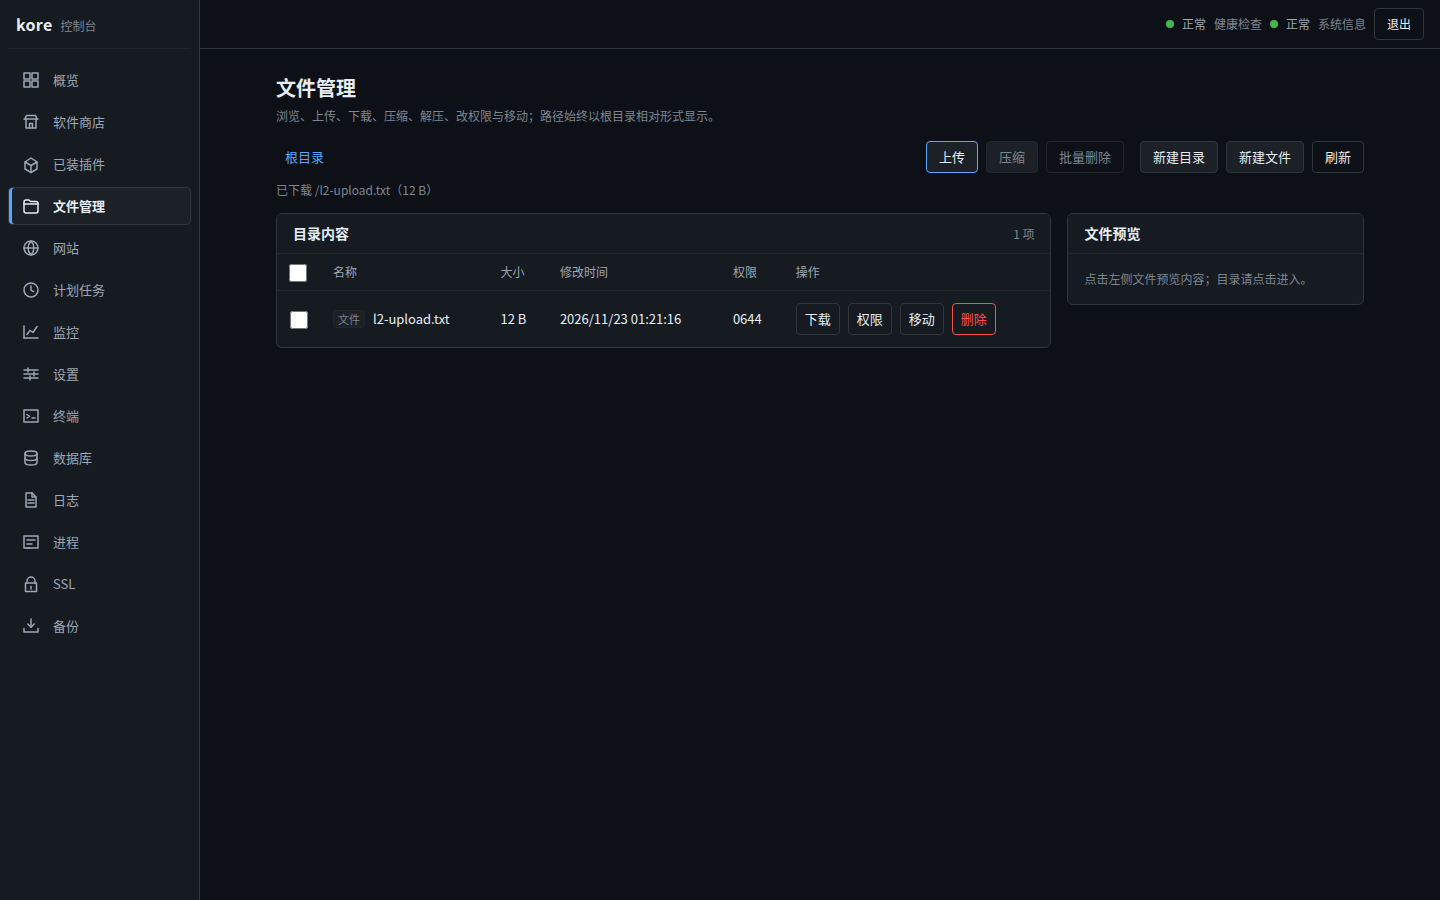 kore 控制台
正常 健康检查 正常 系统信息 退出
概览
软件商店
已装插件
文件管理
网站
计划任务
监控
设置
终端
数据库
日志
进程
SSL
备份
文件管理
浏览、上传、下载、压缩、解压、改权限与移动；路径始终以根目录相对形式显示。
根目录 上传 压缩 批量删除 新建目录 新建文件 刷新
已下载 /l2-upload.txt（12 B）
目录内容 1 项
名称 大小 修改时间 权限 操作
文件 l2-upload.txt 12 B 2026/11/23 01:21:16 0644 下载 权限 移动 删除
文件预览
点击左侧文件预览内容；目录请点击进入。